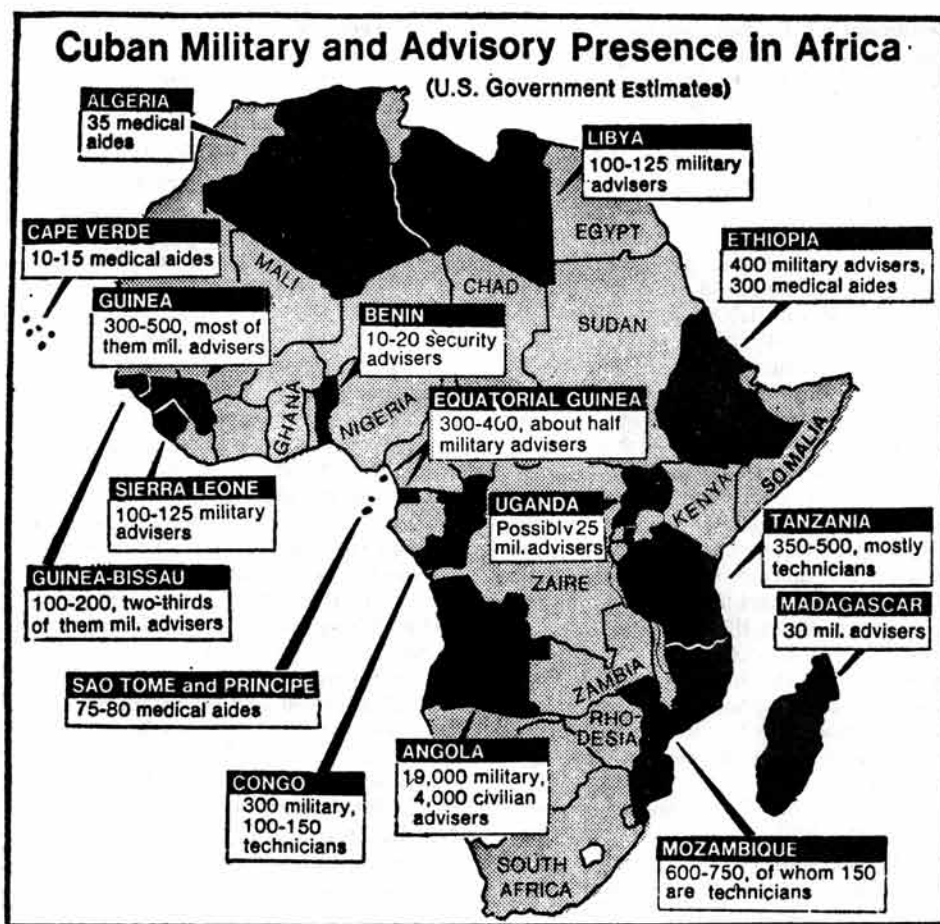 Cuban Military and Advisory Presence in Africa
(U.S. Government Estimates)
ALGERIA
35 medical
aides
LIBYA
100-125 military
advisers
CAPE VERDE
10-15 medical aides
MALI
CHAD
EGYPT
SUDAN
ETHIOPIA
400 military advisers,
300 medical aides
GUINEA
300-500, most of
them mil. advisers
BENIN
10-20 security
advisers
GHANA
NIGERIA
EQUATORIAL GUINEA
300-400, about half
military advisers
SOMALIA
KENYA
SIERRA LEONE
100-125 military
advisers
UGANDA
Possibly 25
mil. advisers
TANZANIA
350-500, mostly
technicians
GUINEA-BISSAU
100-200, two-thirds
of them mil. advisers
ZAIRE
MADAGASCAR
30 mil. advisers
SAO TOME and PRINCIPE
75-80 medical aides
ZAMBIA
RHO-
DESIA
ANGOLA
19,000 military,
4,000 civilian
advisers
CONGO
300 military,
100-150
technicians
SOUTH
AFRICA
MOZAMBIQUE
600-750, of whom 150
are technicians